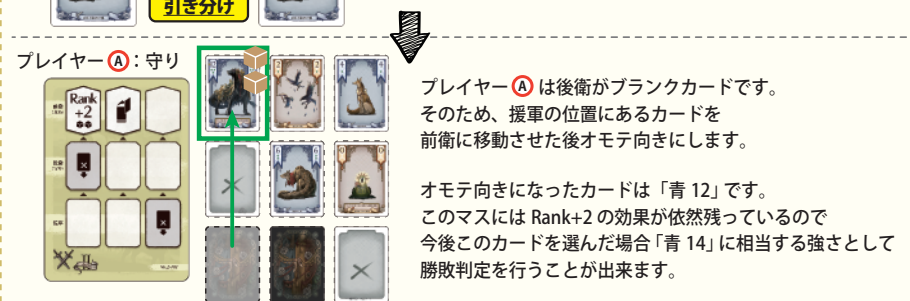 引き分け
プレイヤー A : 守り
Rank
+2
プレイヤー A は後衛がブランクカードです。
そのため、援軍の位置にあるカードを
前衛に移動させた後オモテ向きにします。
オモテ向きになったカードは「青 12」です。
このマスには Rank+2 の効果が依然残っているので
今後このカードを選んだ場合「青 14」に相当する強さとして
勝敗判定を行うことが出来ます。